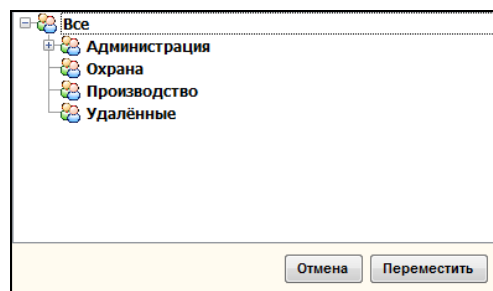 Все
Администрация
Охрана
Производство
Удалённые
Отмена Переместить